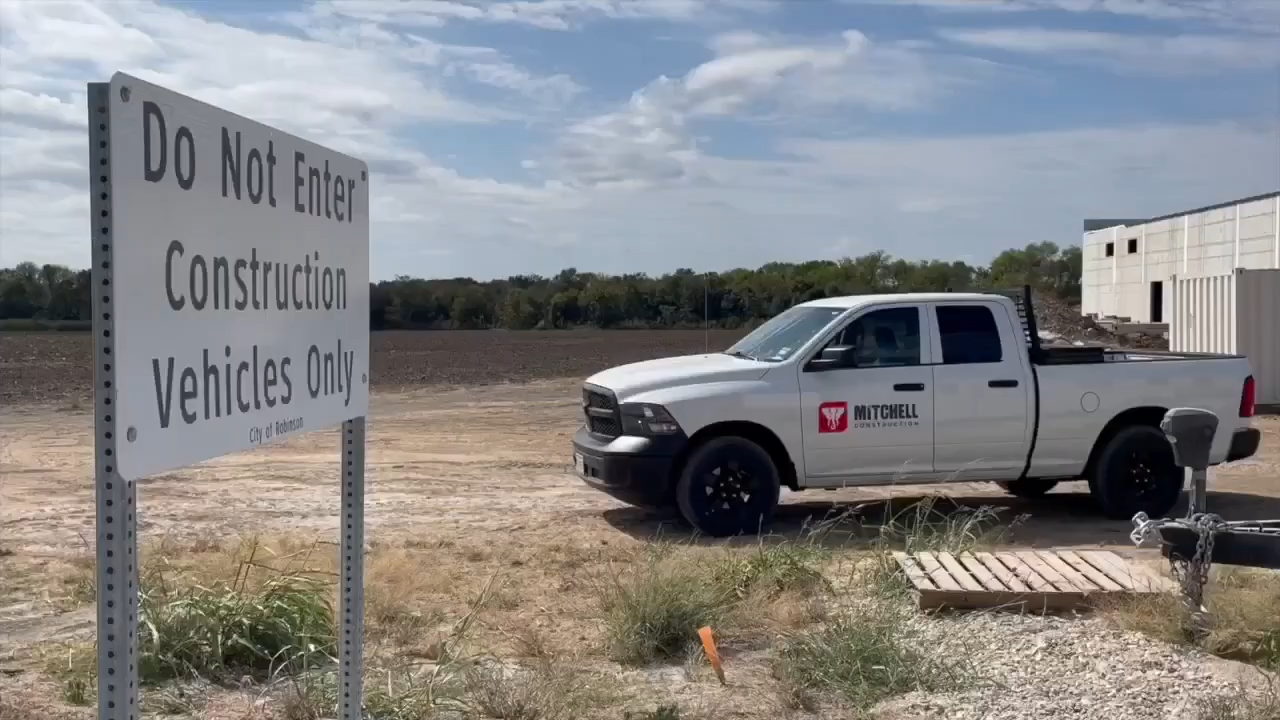 Do Not Enter
Construction
Vehicles Only
City of Robinson
MITCHELL
CONSTRUCTION